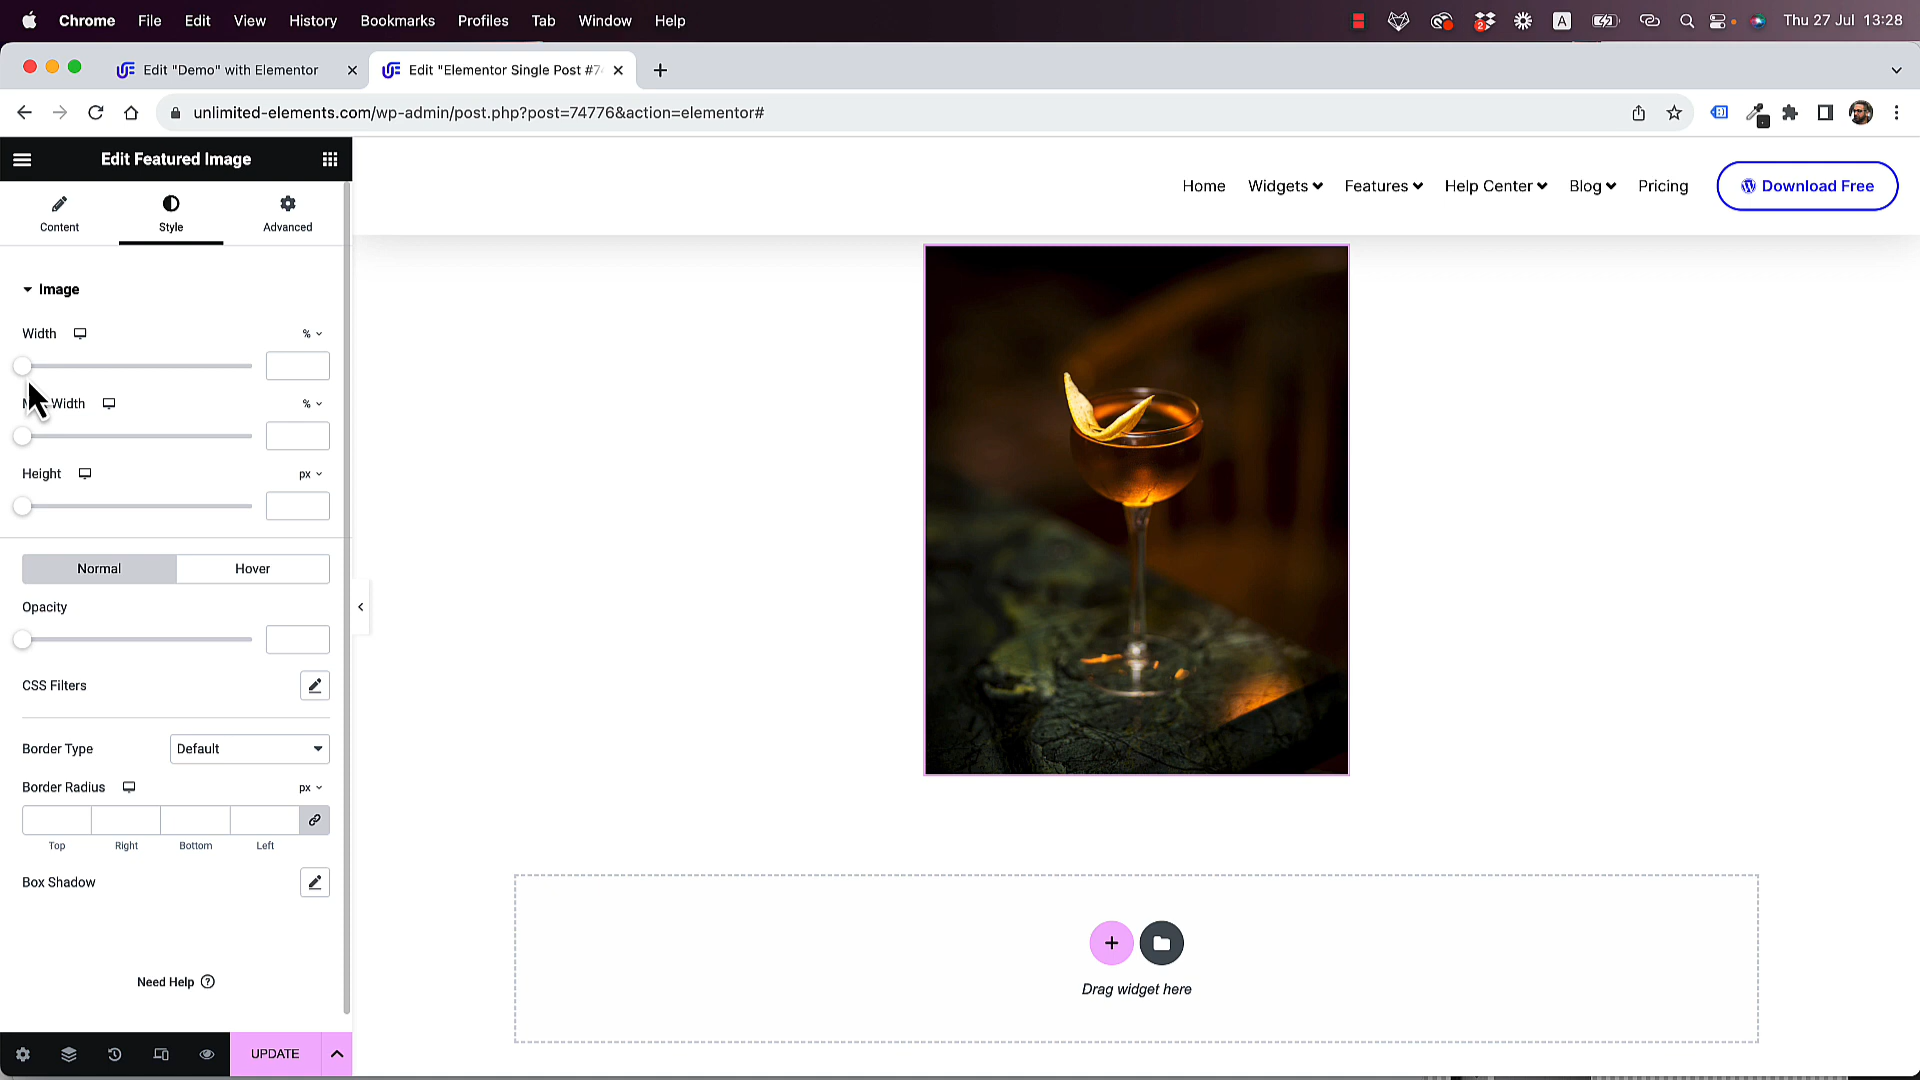 Chrome File Edit View History Bookmarks Profiles Tab Window Help
2 A Thu 27 Jul 13:28
Edit "Demo" with Elementor Edit "Elementor Single Post #7
unlimited-elements.com/wp-admin/post.php?post=74776&action=elementor#
Edit Featured Image
Content Style Advanced
Home Widgets Features Help Center Blog Pricing Download Free
Image
Width %
Width %
Height px
Normal Hover
Opacity
CSS Filters
Border Type Default
Border Radius px
Top Right Bottom Left
Box Shadow
Drag widget here
Need Help ?
UPDATE